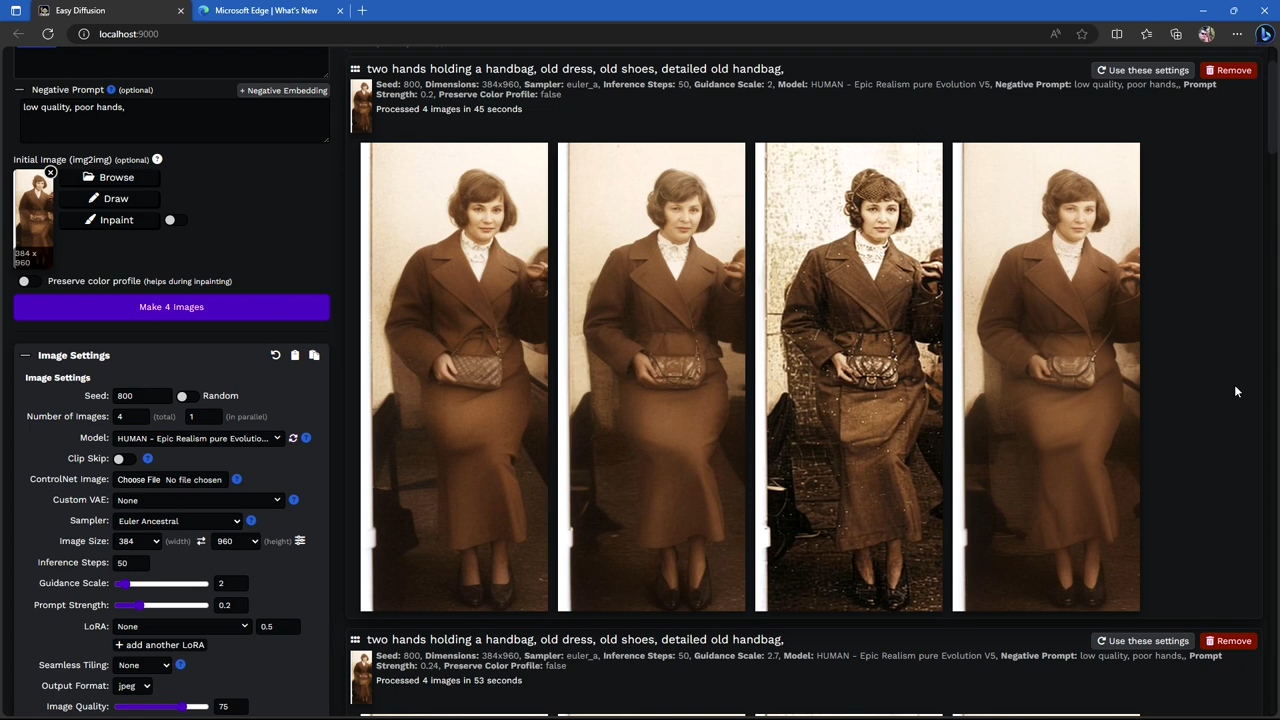 Easy Diffusion
Microsoft Edge | What's New
localhost:9000
Negative Prompt (optional)
+ Negative Embedding
low quality, poor hands,
Initial Image (img2img) (optional)
Browse
Draw
Inpaint
384 x
960
Preserve color profile (helps during inpainting)
Make 4 Images
Image Settings
Image Settings
Seed: 800 Random
Number of Images: 4 (total) 1 (in parallel)
Model: HUMAN - Epic Realism pure Evolutio...
Clip Skip:
ControlNet Image: Choose File No file chosen
Custom VAE: None
Sampler: Euler Ancestral
Image Size: 384 (width) 960 (height)
Inference Steps: 50
Guidance Scale: 2
Prompt Strength: 0.2
LoRA: None 0.5
+ add another LoRA
Seamless Tiling: None
Output Format: jpeg
Image Quality: 75
two hands holding a handbag, old dress, old shoes, detailed old handbag,
Use these settings
Remove
Seed: 800, Dimensions: 384x960, Sampler: euler_a, Inference Steps: 50, Guidance Scale: 2, Model: HUMAN - Epic Realism pure Evolution V5, Negative Prompt: low quality, poor hands,, Prompt
Strength: 0.2, Preserve Color Profile: false
Processed 4 images in 45 seconds
two hands holding a handbag, old dress, old shoes, detailed old handbag,
Use these settings
Remove
Seed: 800, Dimensions: 384x960, Sampler: euler_a, Inference Steps: 50, Guidance Scale: 2.7, Model: HUMAN - Epic Realism pure Evolution V5, Negative Prompt: low quality, poor hands,, Prompt
Strength: 0.24, Preserve Color Profile: false
Processed 4 images in 53 seconds